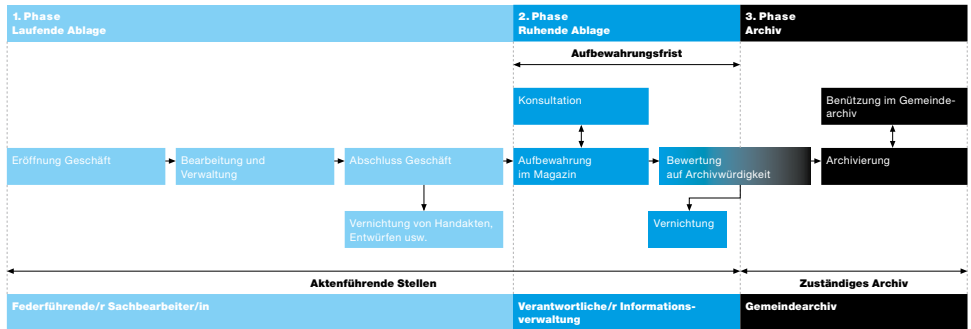 1. Phase
Laufende Ablage
2. Phase
Ruhende Ablage
3. Phase
Archiv
Aufbewahrungsfrist
Konsultation
Benützung im Gemeinde-
archiv
Eröffnung Geschäft
Bearbeitung und
Verwaltung
Abschluss Geschäft
Aufbewahrung
im Magazin
Bewertung
auf Archivwürdigkeit
Archivierung
Vernichtung von Handakten,
Entwürfen usw.
Vernichtung
Aktenführende Stellen
Zuständiges Archiv
Federführende/r Sachbearbeiter/in
Verantwortliche/r Informations-
verwaltung
Gemeindearchiv